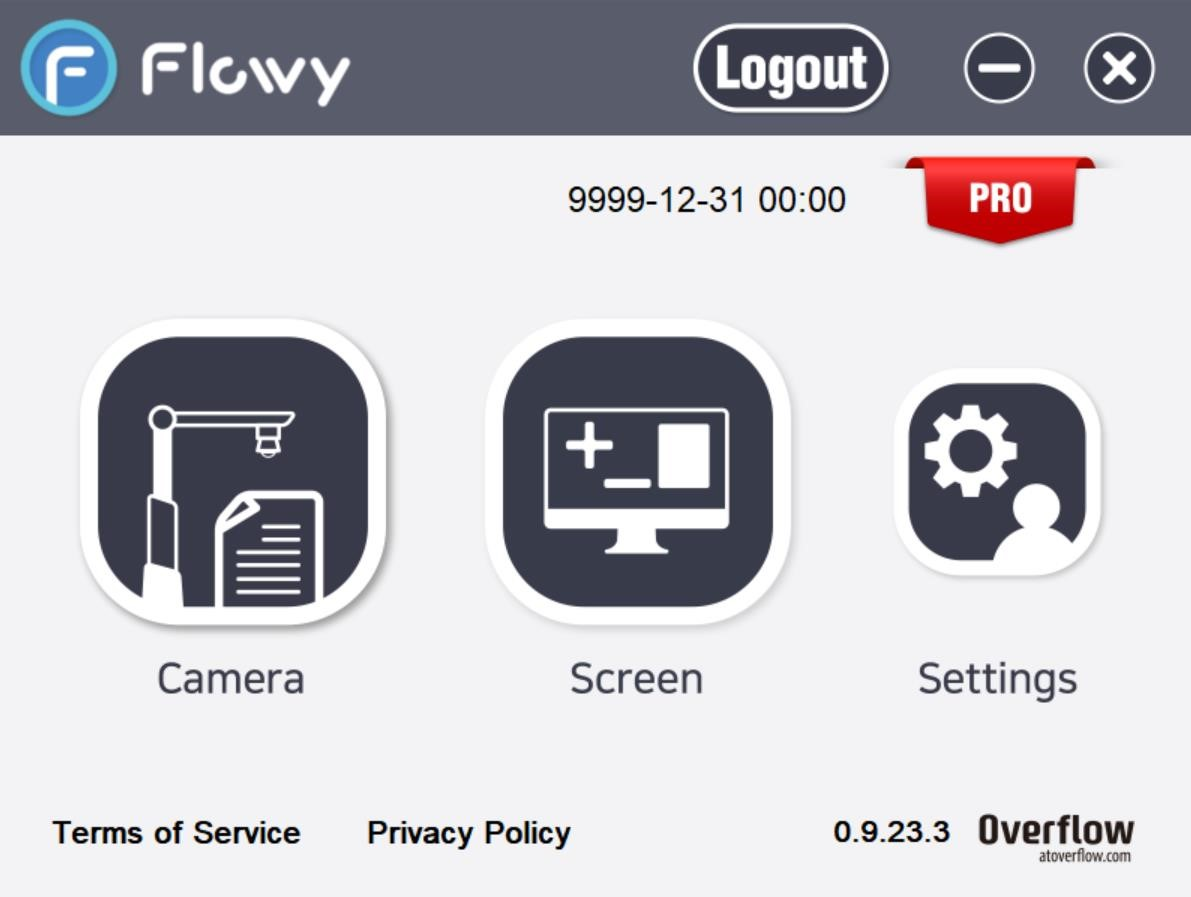 Flowy
Logout
9999-12-31 00:00
PRO
Camera
Screen
Settings
Terms of Service
Privacy Policy
0.9.23.3
Overflow
atoverflow.com